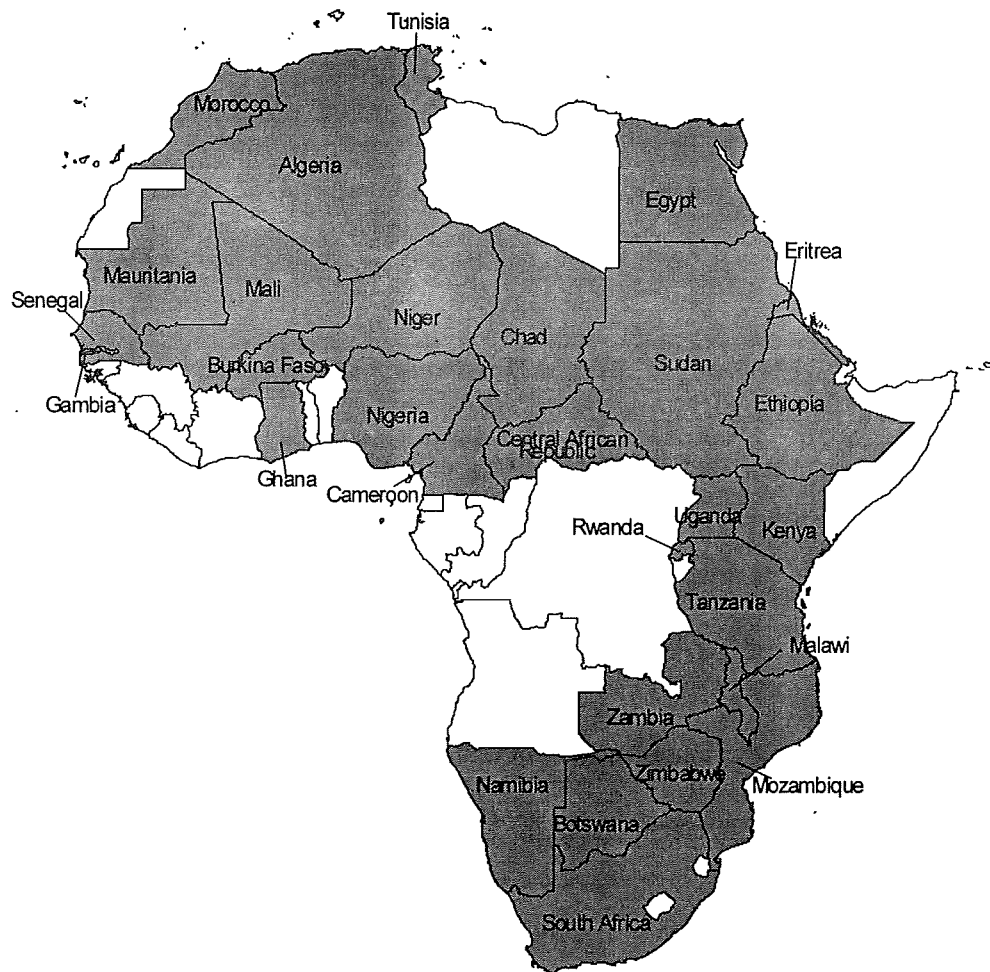 Tunisia
Morocco
Algeria
Egypt
Eritrea
Mauritania
Mali
Senegal
Niger
Chad
Sudan
Burkina Faso
Gambia
Nigeria
Ethiopia
Central African
Republic
Ghana
Cameroon
Uganda
Rwanda
Kenya
Tanzania
Malawi
Zambia
Zimbabwe
Mozambique
Namibia
Botswana
South Africa